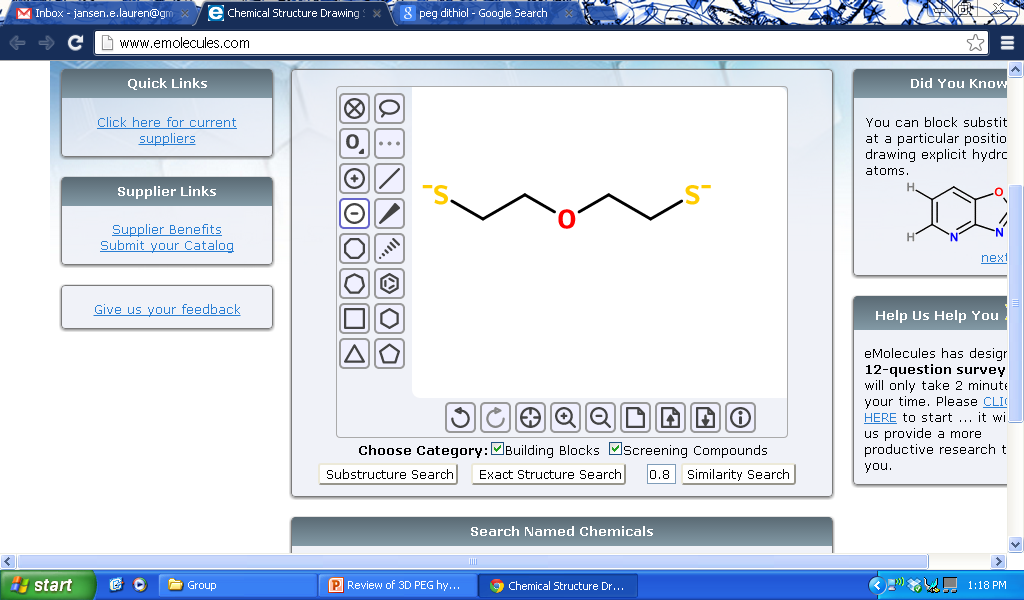 Inbox - jansen.e.lauren@gm
Chemical Structure Drawing
peg dithiol - Google Search
www.emolecules.com
Quick Links
Click here for current
suppliers
Supplier Links
Supplier Benefits
Submit your Catalog
Give us your feedback
O
-S
O
S-
Choose Category: Building Blocks Screening Compounds
Substructure Search Exact Structure Search 0.8 Similarity Search
Search Named Chemicals
Did You Know
You can block substit
at a particular positio
drawing explicit hydro
atoms.
H
O
H
N
N
next
Help Us Help You
eMolecules has design
12-question survey
will only take 2 minute
your time. Please CLIC
HERE to start ... it wi
us provide a more
productive research t
you.
start
Group
Review of 3D PEG hy...
Chemical Structure Dr...
1:18 PM